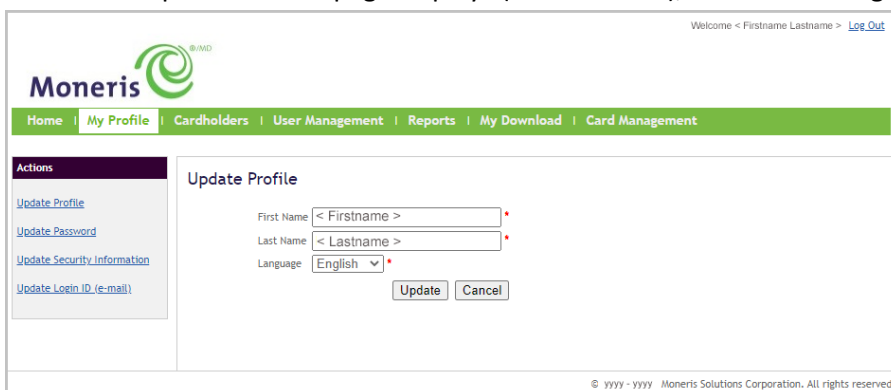 Welcome < Firstname Lastname > Log Out
®/MD
Moneris
Home | My Profile | Cardholders | User Management | Reports | My Download | Card Management
Actions
Update Profile
Update Password
Update Security Information
Update Login ID (e-mail)
Update Profile
First Name < Firstname > *
Last Name < Lastname > *
Language English *
Update Cancel
© yyyy - yyyy Moneris Solutions Corporation. All rights reserved